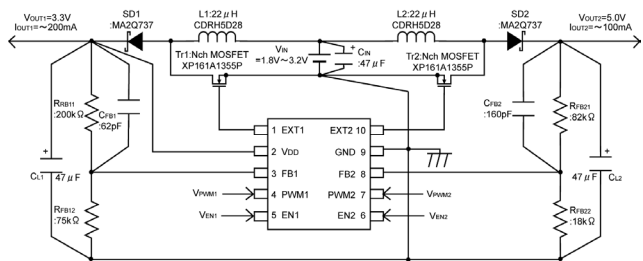 VOUT1=3.3V
IOUT1=~200mA
SD1
:MA2Q737
L1:22μH
CDRH5D28
L2:22μH
CDRH5D28
SD2
:MA2Q737
VOUT2=5.0V
IOUT2=~100mA
Tr1:Nch MOSFET
XP161A1355P
VIN
=1.8V~3.2V
+
CIN
:47μF
Tr2:Nch MOSFET
XP161A1355P
RRB11
:200kΩ
CFB1
:62pF
CFB2
:160pF
RFB21
:82kΩ
1 EXT1
EXT2 10
2 VDD
GND 9
3 FB1
FB2 8
4 PWM1
PWM2 7
5 EN1
EN2 6
VPWM1
VPWM2
VEN1
VEN2
+
47μF
CL1
+
47μF
CL2
RFB12
:75kΩ
RFB22
:18kΩ